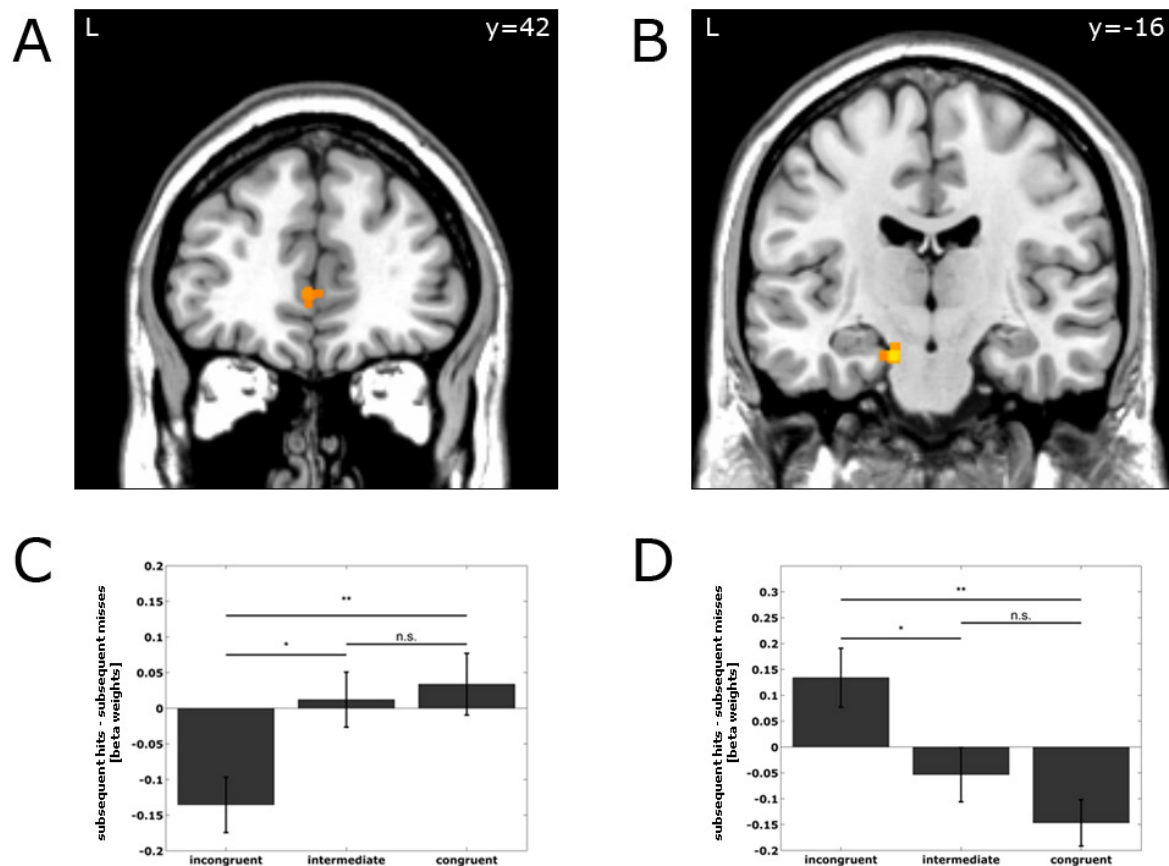 A
L
y=42
B
L
y=-16
C
subsequent hits - subsequent misses
[beta weights]
0.2
0.15
0.1
0.05
0
-0.05
-0.1
-0.15
-0.2
**
*
n.s.
incongruent
intermediate
congruent
D
subsequent hits - subsequent misses
[beta weights]
0.3
0.25
0.2
0.15
0.1
0.05
0
-0.05
-0.1
-0.15
-0.2
**
n.s.
*
incongruent
intermediate
congruent